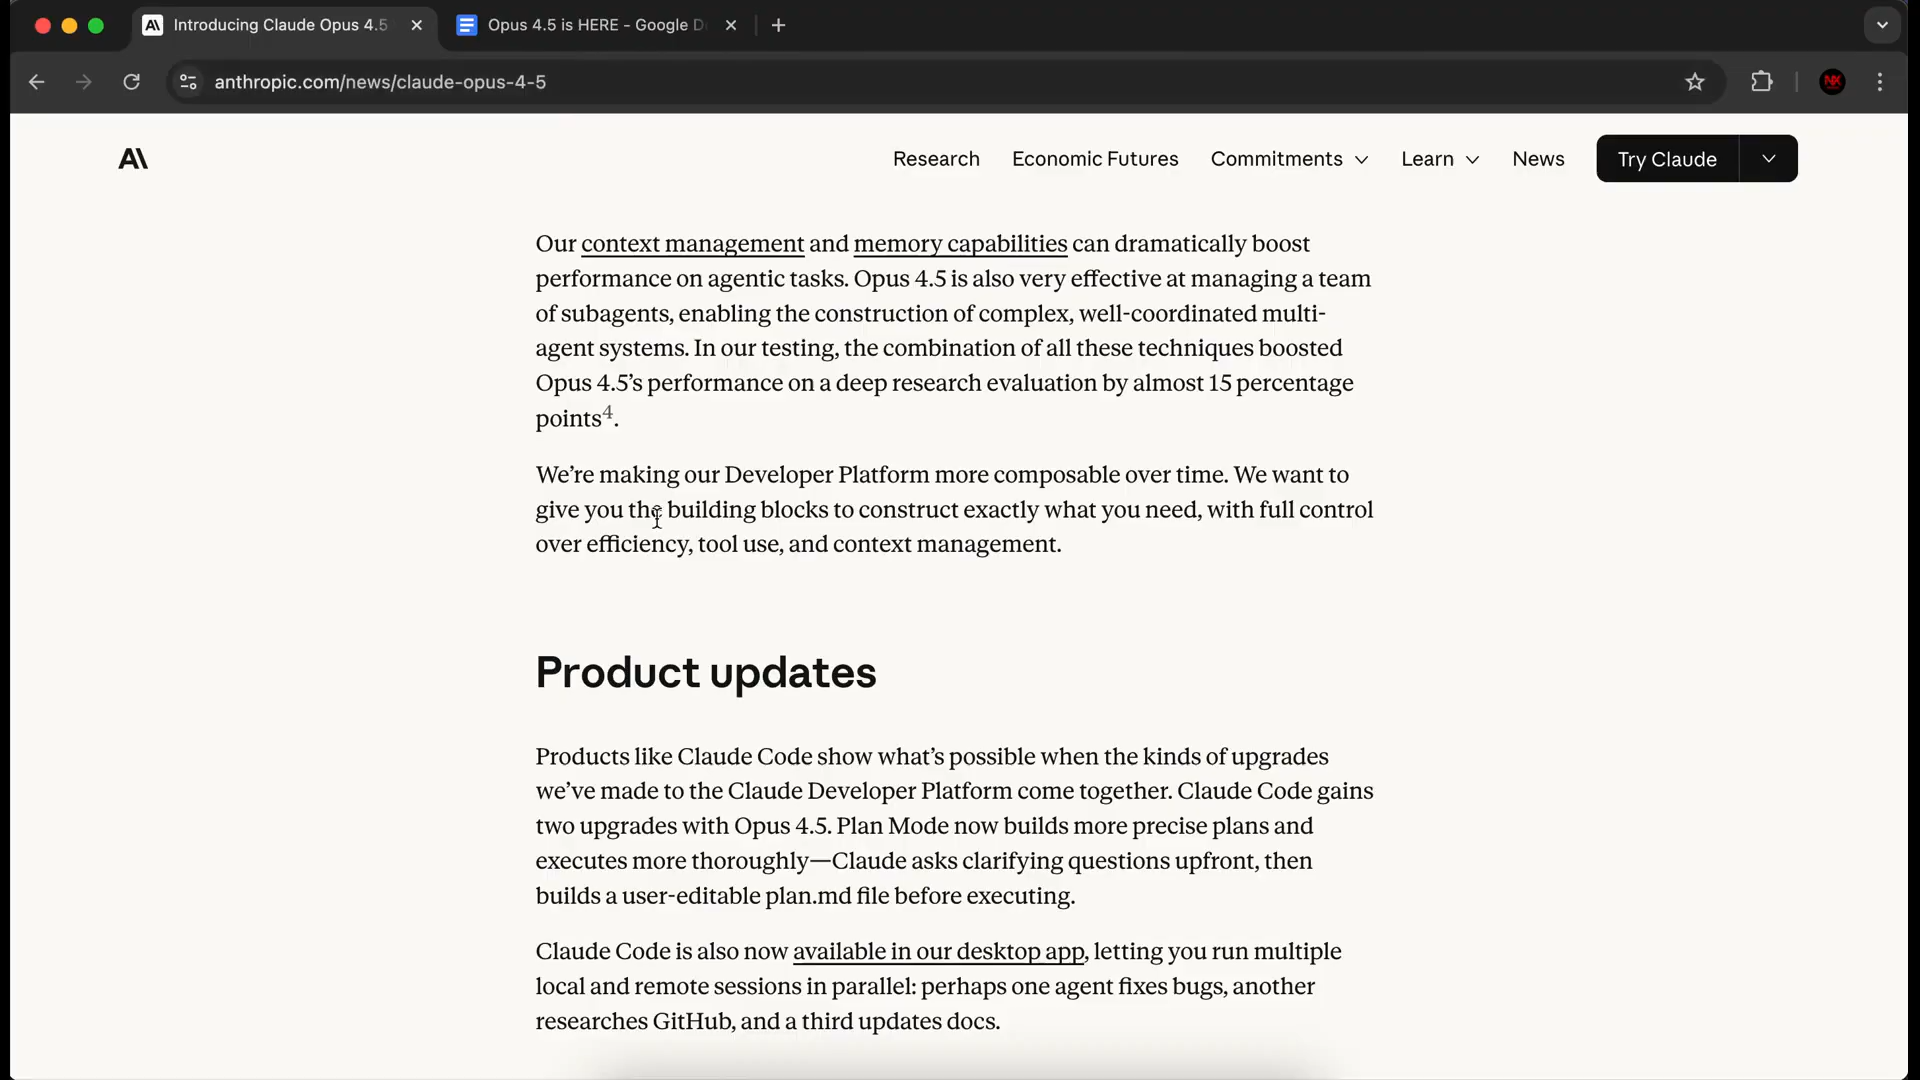 Introducing Claude Opus 4.5
Opus 4.5 is HERE - Google D
anthropic.com/news/claude-opus-4-5
NK
A\
Research
Economic Futures
Commitments
Learn
News
Try Claude
Our context management and memory capabilities can dramatically boost
performance on agentic tasks. Opus 4.5 is also very effective at managing a team
of subagents, enabling the construction of complex, well-coordinated multi-
agent systems. In our testing, the combination of all these techniques boosted
Opus 4.5’s performance on a deep research evaluation by almost 15 percentage
points⁴.
We’re making our Developer Platform more composable over time. We want to
give you the building blocks to construct exactly what you need, with full control
over efficiency, tool use, and context management.
Product updates
Products like Claude Code show what’s possible when the kinds of upgrades
we’ve made to the Claude Developer Platform come together. Claude Code gains
two upgrades with Opus 4.5. Plan Mode now builds more precise plans and
executes more thoroughly—Claude asks clarifying questions upfront, then
builds a user-editable plan.md file before executing.
Claude Code is also now available in our desktop app, letting you run multiple
local and remote sessions in parallel: perhaps one agent fixes bugs, another
researches GitHub, and a third updates docs.